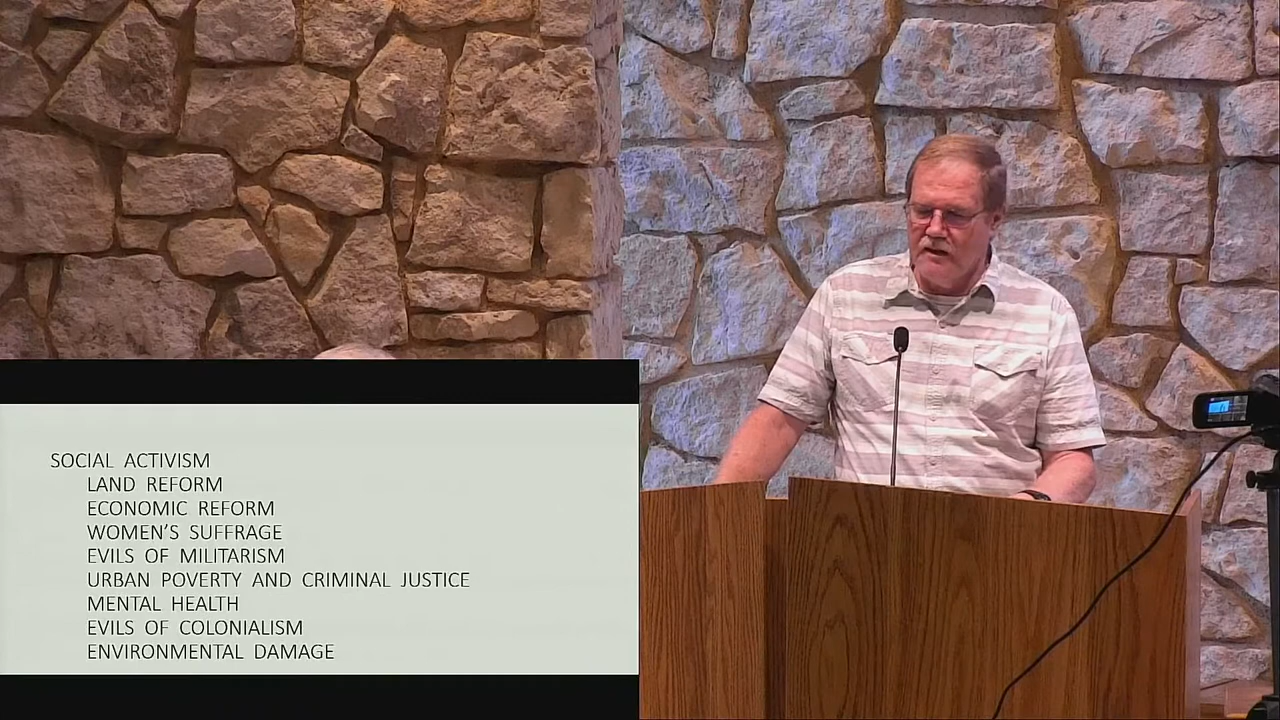 SOCIAL ACTIVISM
LAND REFORM
ECONOMIC REFORM
WOMEN'S SUFFRAGE
EVILS OF MILITARISM
URBAN POVERTY AND CRIMINAL JUSTICE
MENTAL HEALTH
EVILS OF COLONIALISM
ENVIRONMENTAL DAMAGE